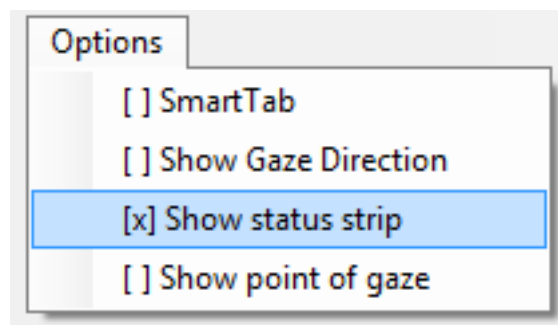 Options
[ ] SmartTab
[ ] Show Gaze Direction
[x] Show status strip
[ ] Show point of gaze